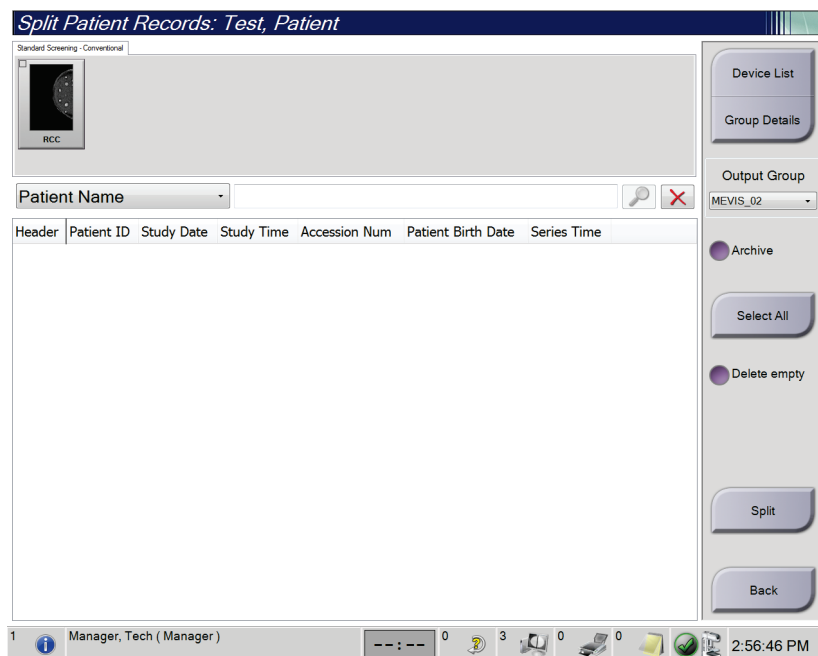 Split Patient Records: Test, Patient
Standard Screening - Conventional
RCC
Device List
Group Details
Output Group
MEVIS_02
Patient Name
Header Patient ID Study Date Study Time Accession Num Patient Birth Date Series Time
Archive
Select All
Delete empty
Split
Back
1 Manager, Tech ( Manager ) --:-- 0 3 0 0 2:56:46 PM